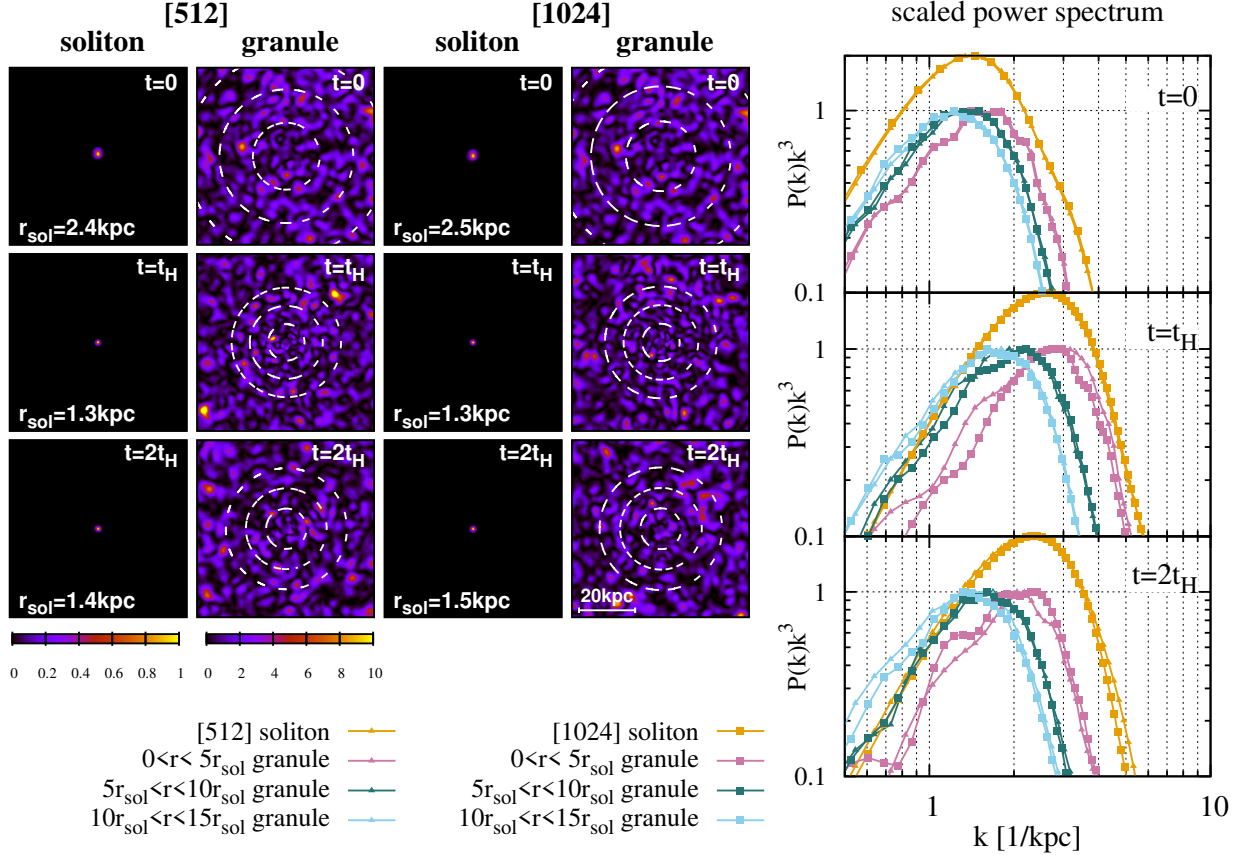 [512] [1024] scaled power spectrum
soliton granule soliton granule
t=0 t=0 t=0 t=0 t=0
r_sol=2.4kpc r_sol=2.5kpc
t=t_H t=t_H t=t_H t=t_H t=t_H
r_sol=1.3kpc r_sol=1.3kpc
t=2t_H t=2t_H t=2t_H t=2t_H t=2t_H
r_sol=1.4kpc r_sol=1.5kpc 20kpc
0 0.2 0.4 0.6 0.8 1 0 2 4 6 8 10
P(k)k^3
1
0.1
P(k)k^3
1
0.1
P(k)k^3
1
0.1
1 10
k [1/kpc]
[512] soliton [1024] soliton
0<r< 5r_sol granule 0<r< 5r_sol granule
5r_sol<r<10r_sol granule 5r_sol<r<10r_sol granule
10r_sol<r<15r_sol granule 10r_sol<r<15r_sol granule